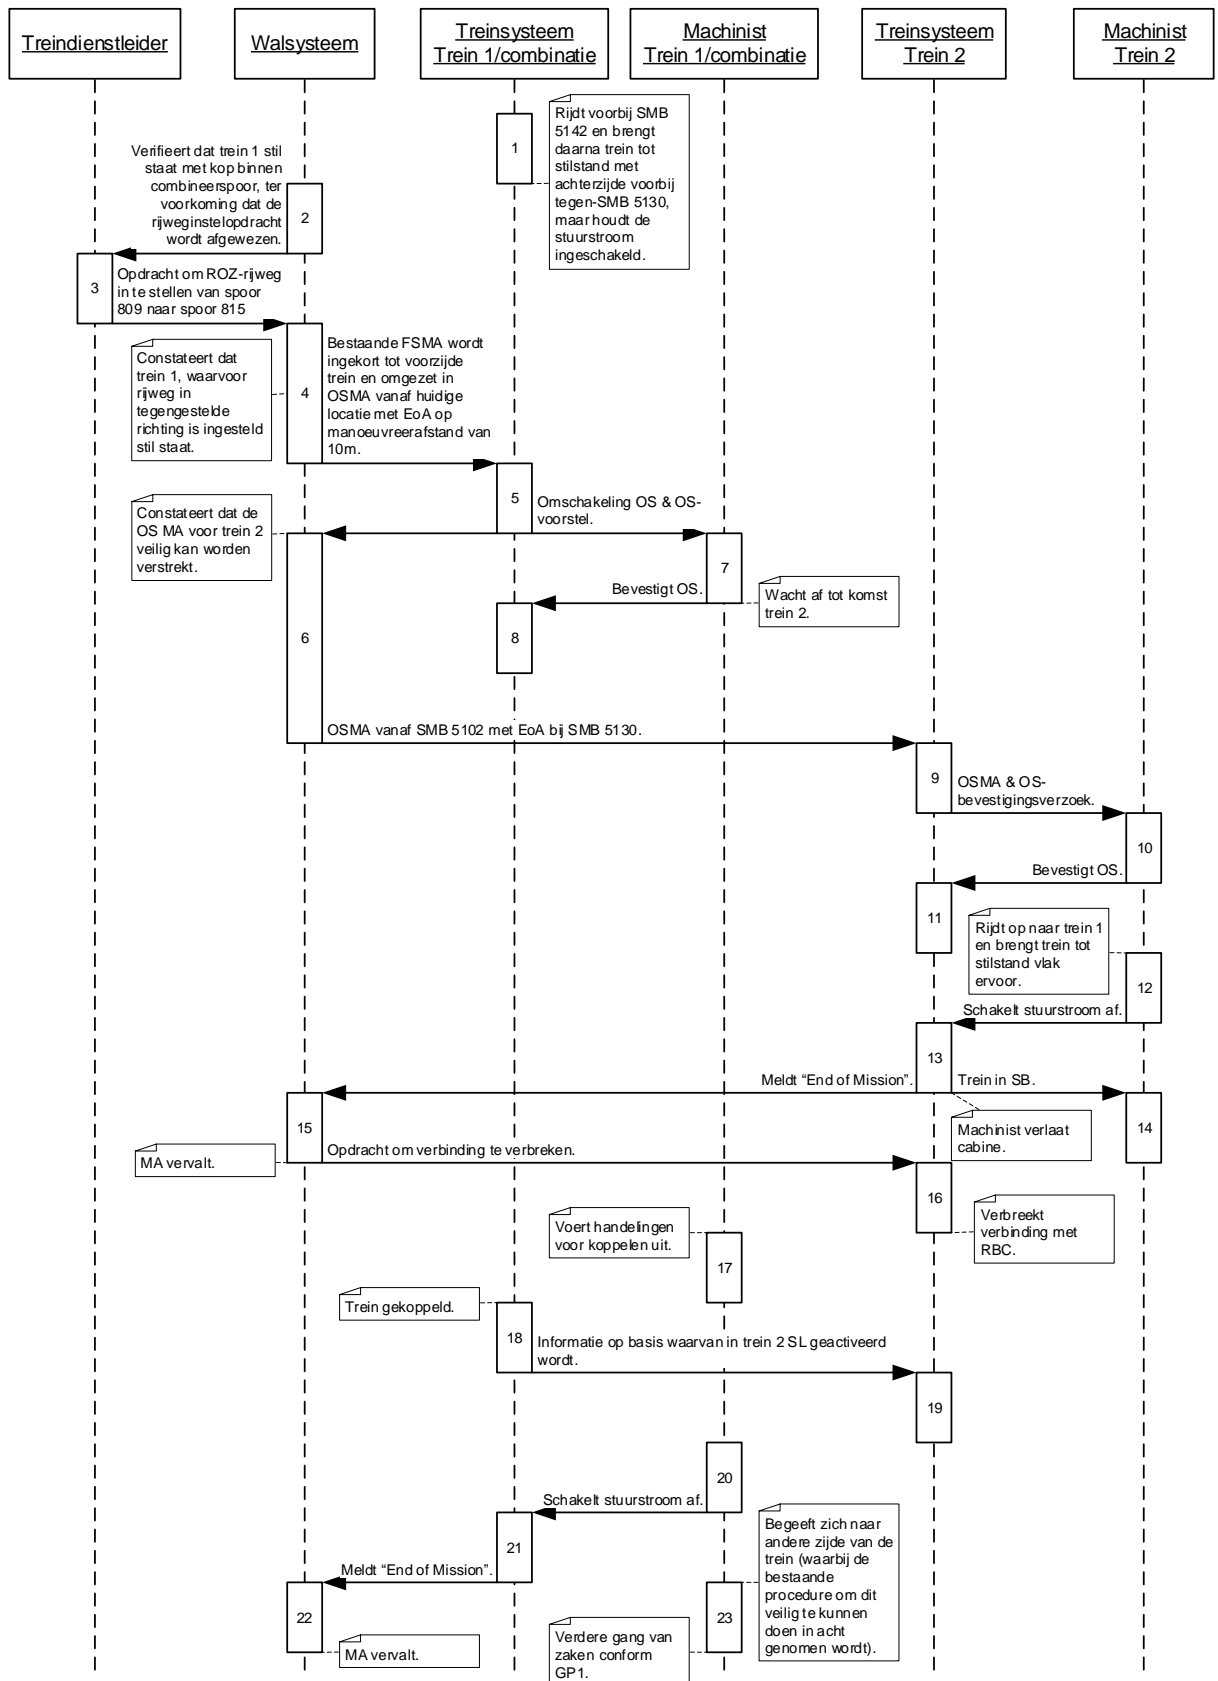 Treindienstleider
Walsysteem
Treinsysteem
Trein 1/combinatie
Machinist
Trein 1/combinatie
Treinsysteem
Trein 2
Machinist
Trein 2
1
Rijdt voorbij SMB
5142 en brengt
daarna trein tot
stilstand met
achterzijde voorbij
tegen-SMB 5130,
maar houdt de
stuurstroom
ingeschakeld.
Verifieert dat trein 1 stil
staat met kop binnen
combineerspoor, ter
voorkoming dat de
rijweginstelopdracht
wordt afgewezen.
2
3
Opdracht om ROZ-rijweg
in te stellen van spoor
809 naar spoor 815
Constateert dat
trein 1, waarvoor
rijweg in
tegengestelde
richting is ingesteld
stil staat.
4
Bestaande FSMA wordt
ingekort tot voorzijde
trein en omgezet in
OSMA vanaf huidige
locatie met EoA op
manoeuvreerafstand van
10m.
5
Omschakeling OS & OS-
voorstel.
Constateert dat de
OS MA voor trein 2
veilig kan worden
verstrekt.
6
7
Bevestigt OS.
Wacht af tot komst
trein 2.
8
OSMA vanaf SMB 5102 met EoA bij SMB 5130.
9
OSMA & OS-
bevestigingsverzoek.
10
Bevestigt OS.
11
Rijdt op naar trein 1
en brengt trein tot
stilstand vlak
ervoor.
12
Schakelt stuurstroom af.
13
Meldt “End of Mission”.
Trein in SB.
15
14
Machinist verlaat
cabine.
MA vervalt.
Opdracht om verbinding te verbreken.
16
Verbreekt
verbinding met
RBC.
Voert handelingen
voor koppelen uit.
17
Trein gekoppeld.
18
Informatie op basis waarvan in trein 2 SL geactiveerd
wordt.
19
20
Schakelt stuurstroom af.
21
Begeeft zich naar
andere zijde van de
trein (waarbij de
bestaande
procedure om dit
veilig te kunnen
doen in acht
genomen wordt).
Meldt “End of Mission”.
22
23
MA vervalt.
Verdere gang van
zaken conform
GP1.